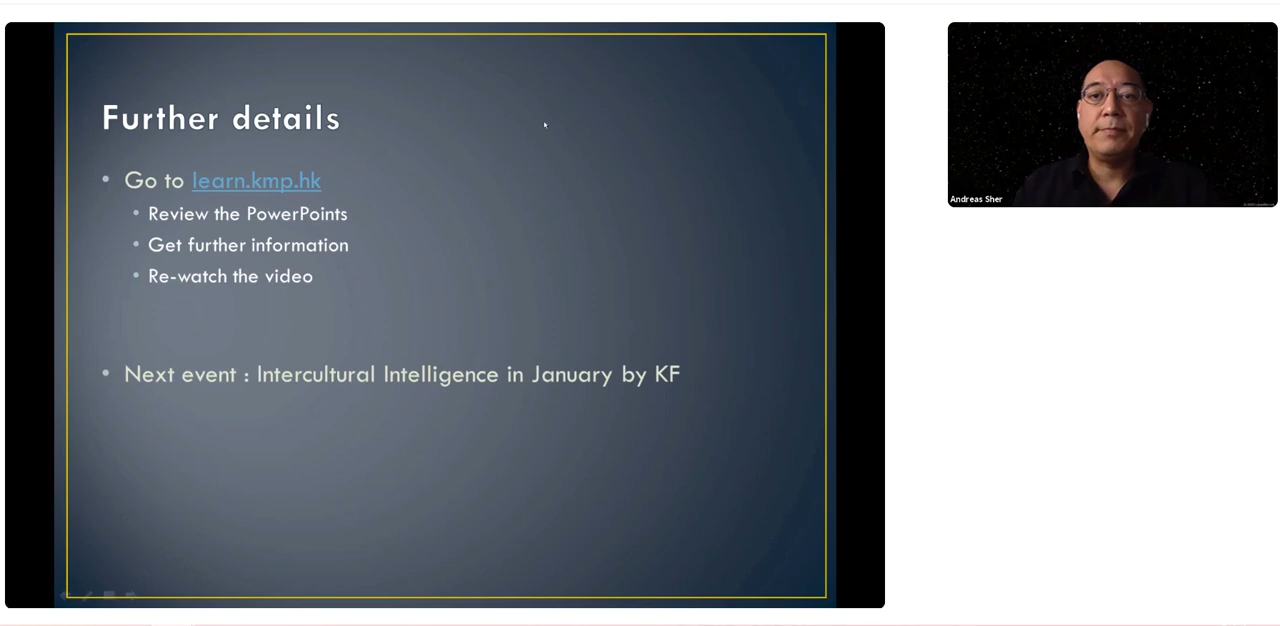 Further details
• Go to learn.kmp.hk
• Review the PowerPoints
• Get further information
• Re-watch the video
• Next event : Intercultural Intelligence in January by KF
Andreas Sher